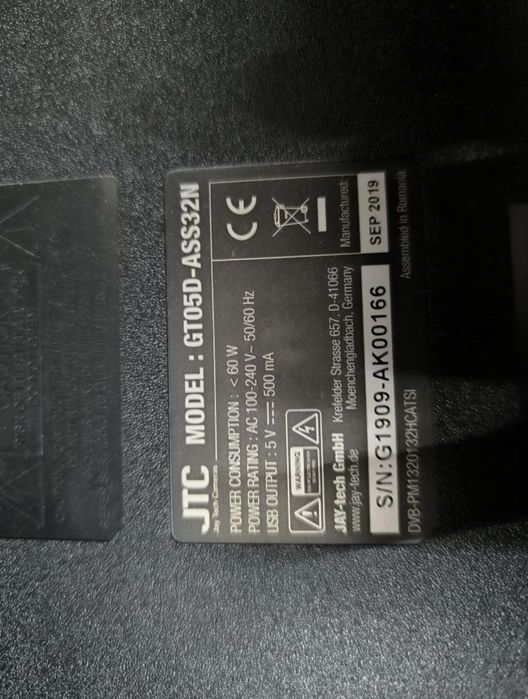 JTC
Jay-Tech-Cameras
MODEL : GT05D-ASS32N
POWER CONSUMPTION : < 60 W
POWER RATING : AC 100-240 V~ 50/60 Hz
USB OUTPUT : 5 V ⎓ 500 mA
CE
WARNING
JAY-tech GmbH Krefelder Strasse 657, D-41066
www.jay-tech.de Moenchengladbach, Germany
Manufactured:
SEP 2019
S/N:G1909-AK00166
DVB-PM1320132HCATSI
Assembled in Romania